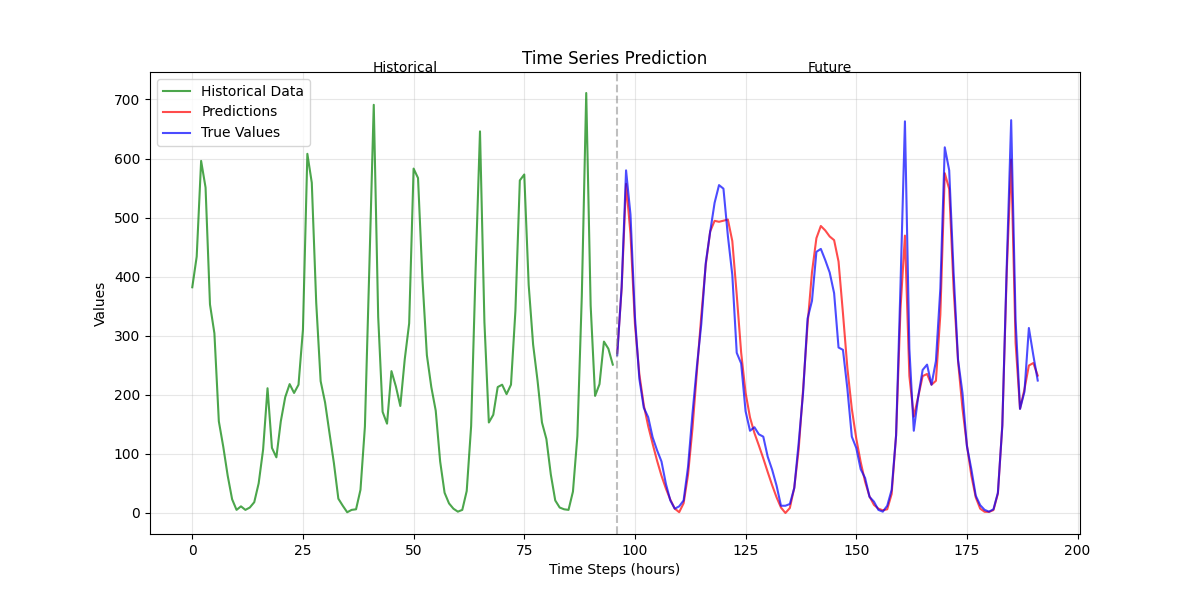 Time Series Prediction
Historical
Future
Historical Data
Predictions
True Values
Values
700
600
500
400
300
200
100
0
0
25
50
75
100
125
150
175
200
Time Steps (hours)